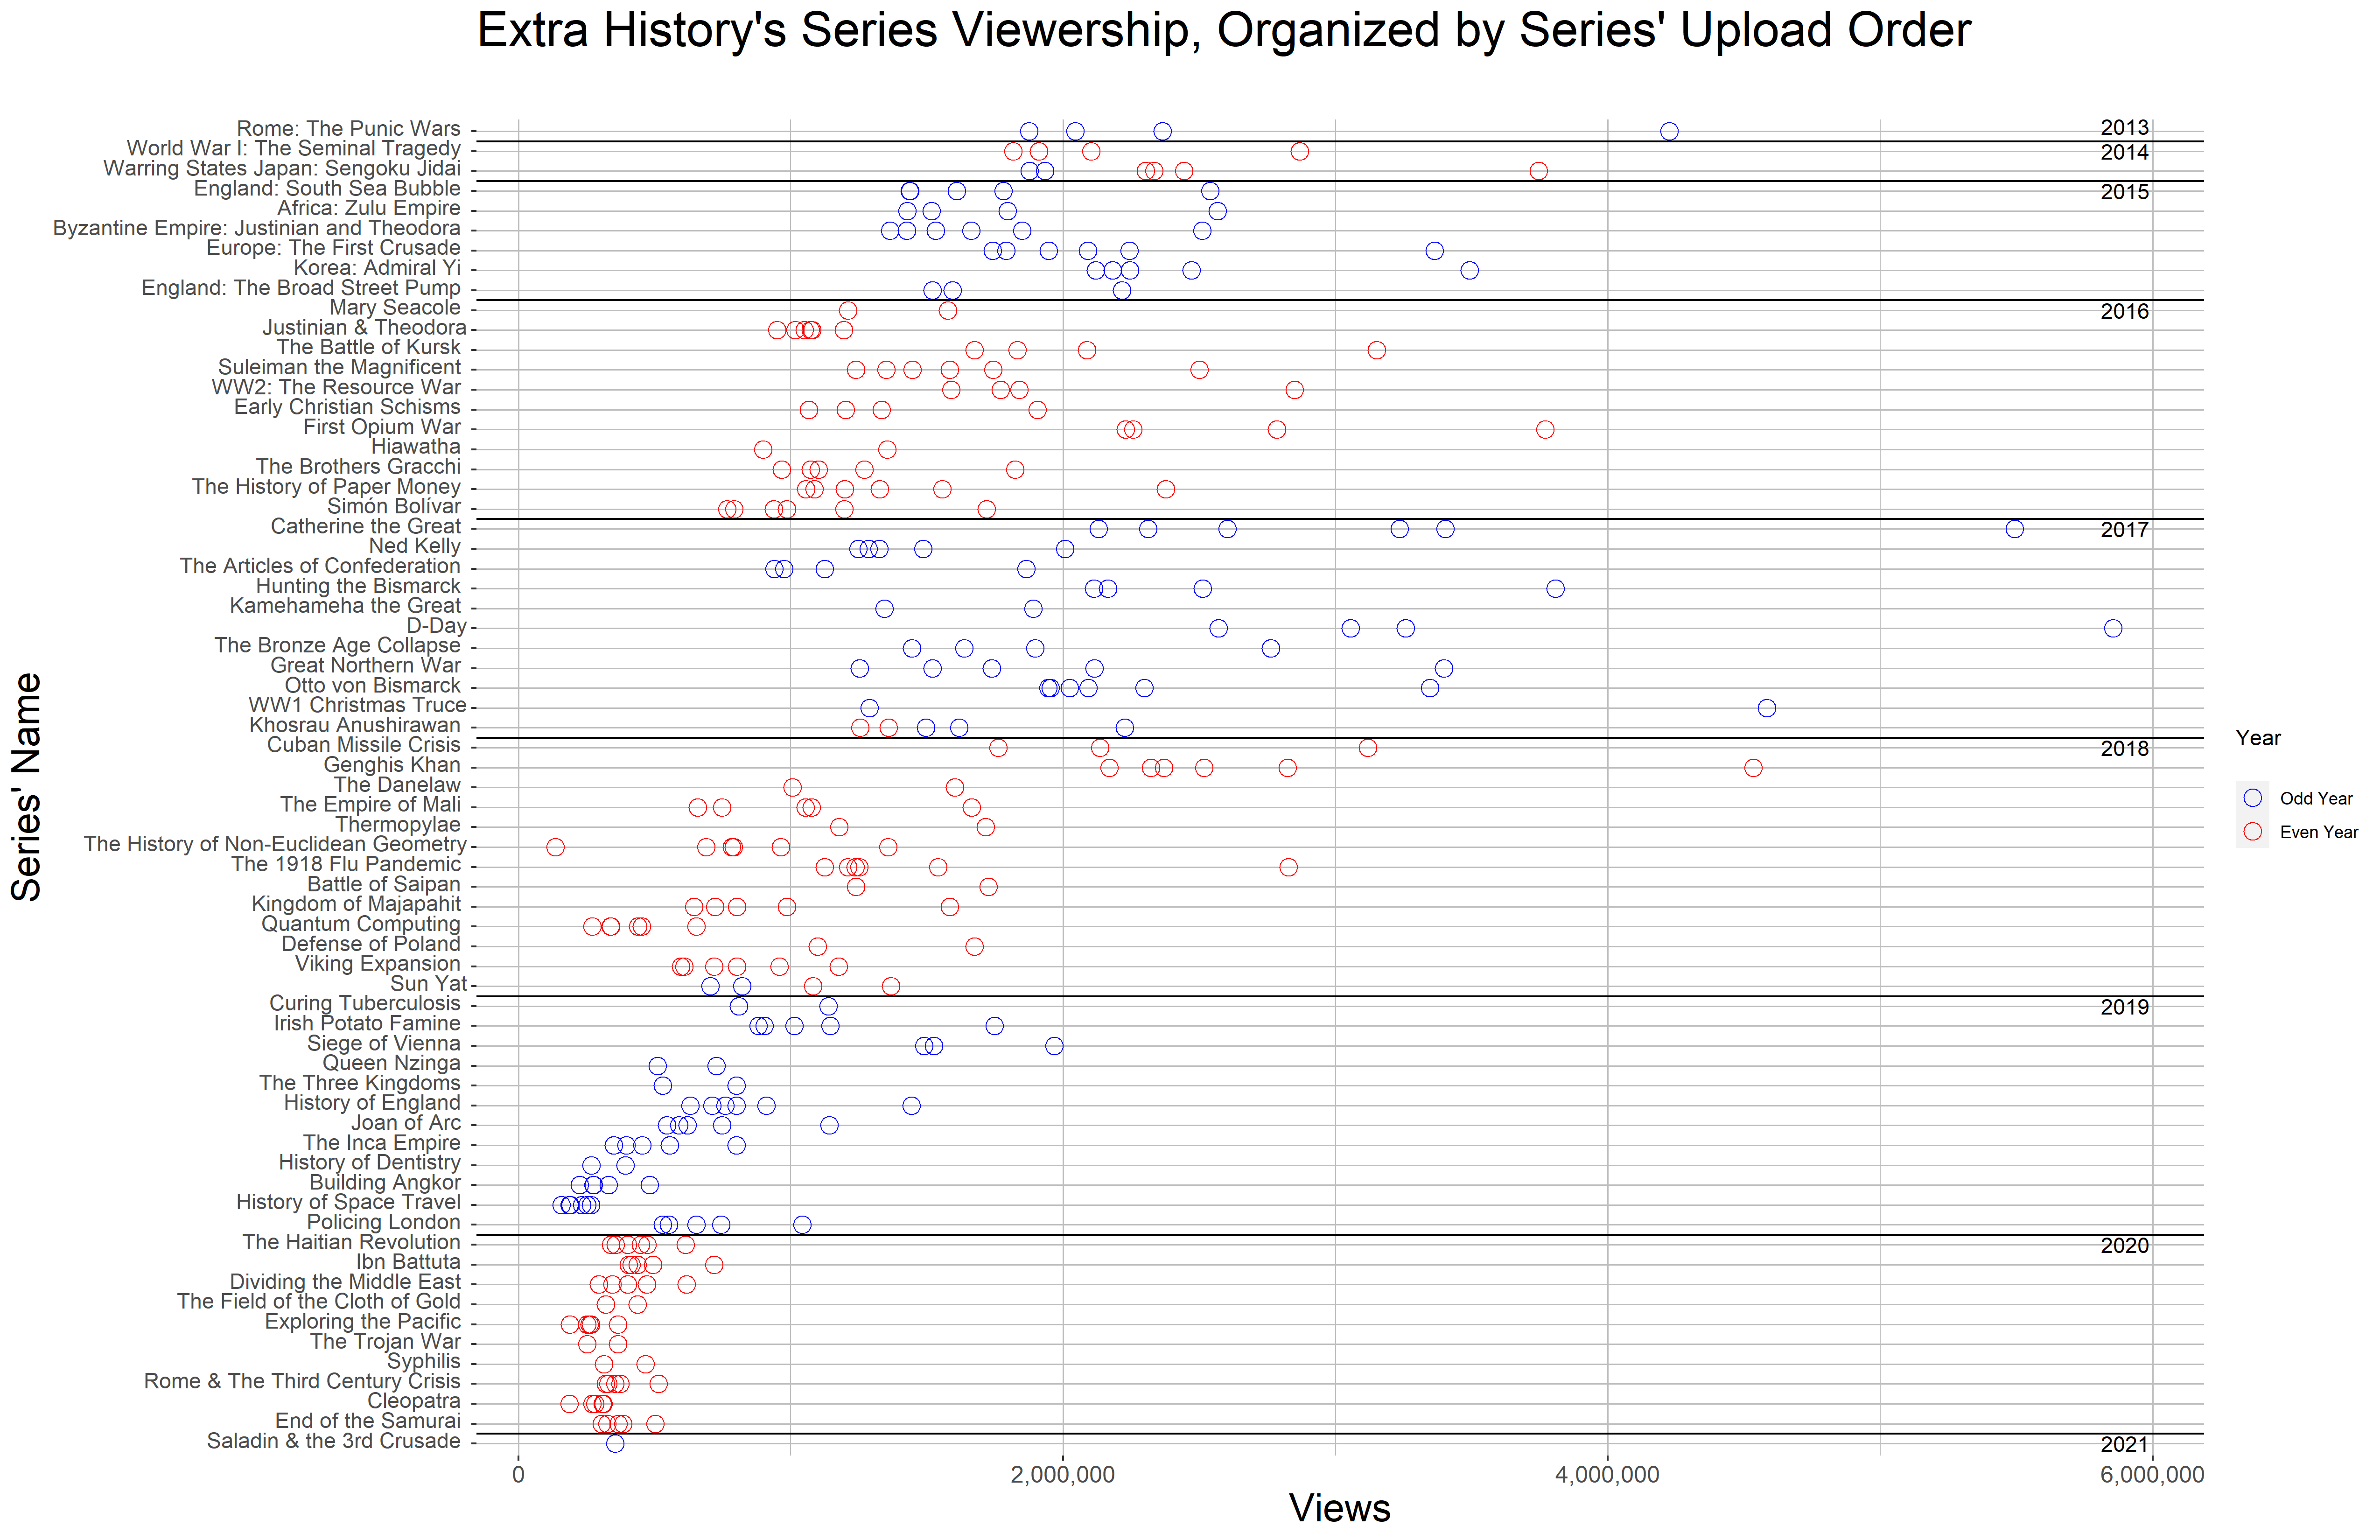 Extra History's Series Viewership, Organized by Series' Upload Order
Series' Name
Rome: The Punic Wars
World War I: The Seminal Tragedy
Warring States Japan: Sengoku Jidai
England: South Sea Bubble
Africa: Zulu Empire
Byzantine Empire: Justinian and Theodora
Europe: The First Crusade
Korea: Admiral Yi
England: The Broad Street Pump
Mary Seacole
Justinian & Theodora
The Battle of Kursk
Suleiman the Magnificent
WW2: The Resource War
Early Christian Schisms
First Opium War
Hiawatha
The Brothers Gracchi
The History of Paper Money
Simón Bolívar
Catherine the Great
Ned Kelly
The Articles of Confederation
Hunting the Bismarck
Kamehameha the Great
D-Day
The Bronze Age Collapse
Great Northern War
Otto von Bismarck
WW1 Christmas Truce
Khosrau Anushirawan
Cuban Missile Crisis
Genghis Khan
The Danelaw
The Empire of Mali
Thermopylae
The History of Non-Euclidean Geometry
The 1918 Flu Pandemic
Battle of Saipan
Kingdom of Majapahit
Quantum Computing
Defense of Poland
Viking Expansion
Sun Yat
Curing Tuberculosis
Irish Potato Famine
Siege of Vienna
Queen Nzinga
The Three Kingdoms
History of England
Joan of Arc
The Inca Empire
History of Dentistry
Building Angkor
History of Space Travel
Policing London
The Haitian Revolution
Ibn Battuta
Dividing the Middle East
The Field of the Cloth of Gold
Exploring the Pacific
The Trojan War
Syphilis
Rome & The Third Century Crisis
Cleopatra
End of the Samurai
Saladin & the 3rd Crusade
2013
2014
2015
2016
2017
2018
2019
2020
2021
0
2,000,000
4,000,000
6,000,000
Views
Year
Odd Year
Even Year